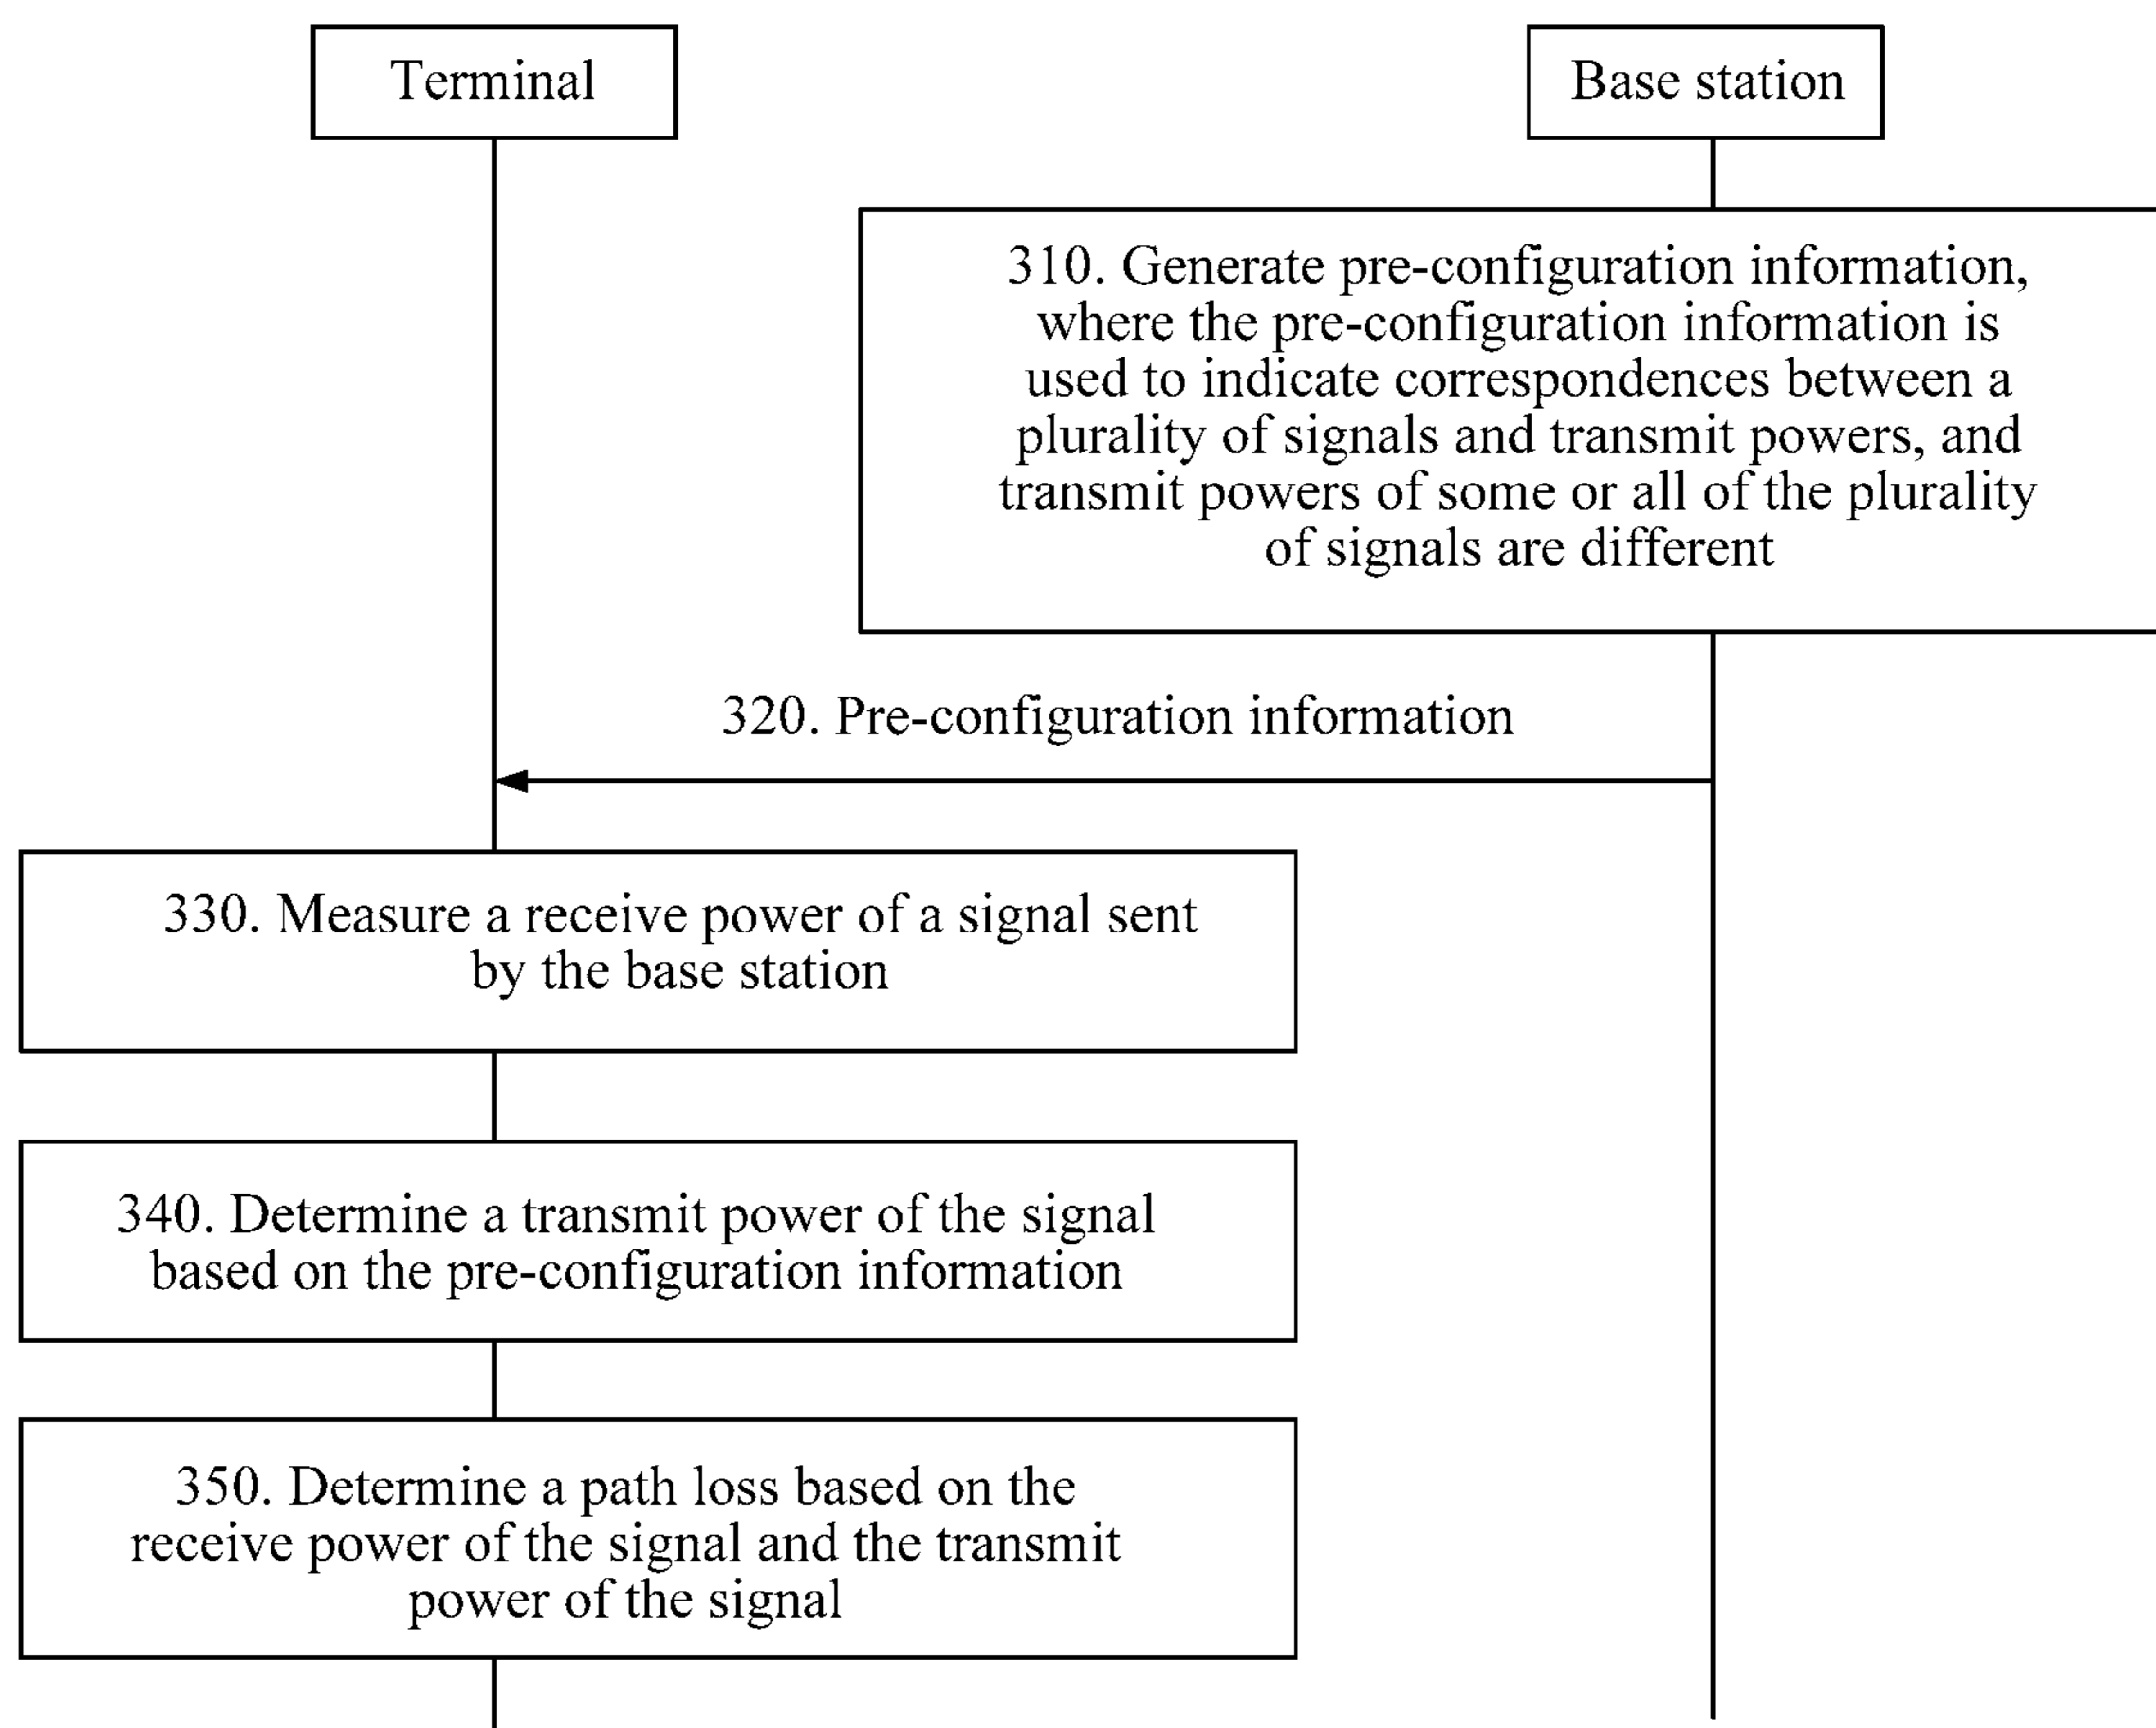 Terminal
Base station
310. Generate pre-configuration information,
where the pre-configuration information is
used to indicate correspondences between a
plurality of signals and transmit powers, and
transmit powers of some or all of the plurality
of signals are different
320. Pre-configuration information
330. Measure a receive power of a signal sent
by the base station
340. Determine a transmit power of the signal
based on the pre-configuration information
350. Determine a path loss based on the
receive power of the signal and the transmit
power of the signal